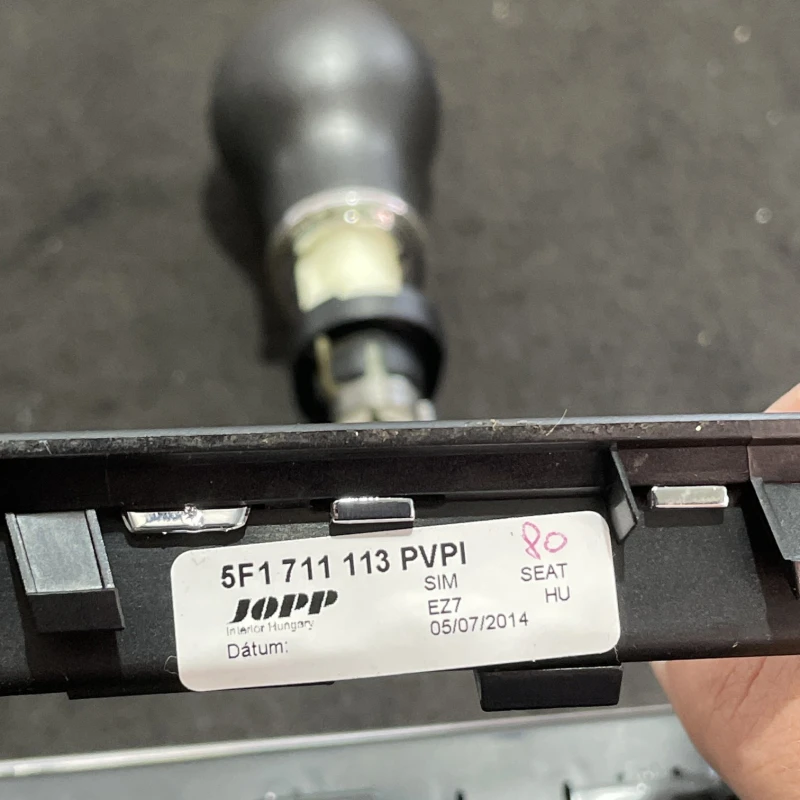 80
5F1 711 113 PVPI
SIM SEAT
JOPP EZ7 HU
Interior Hungary 05/07/2014
Dátum: